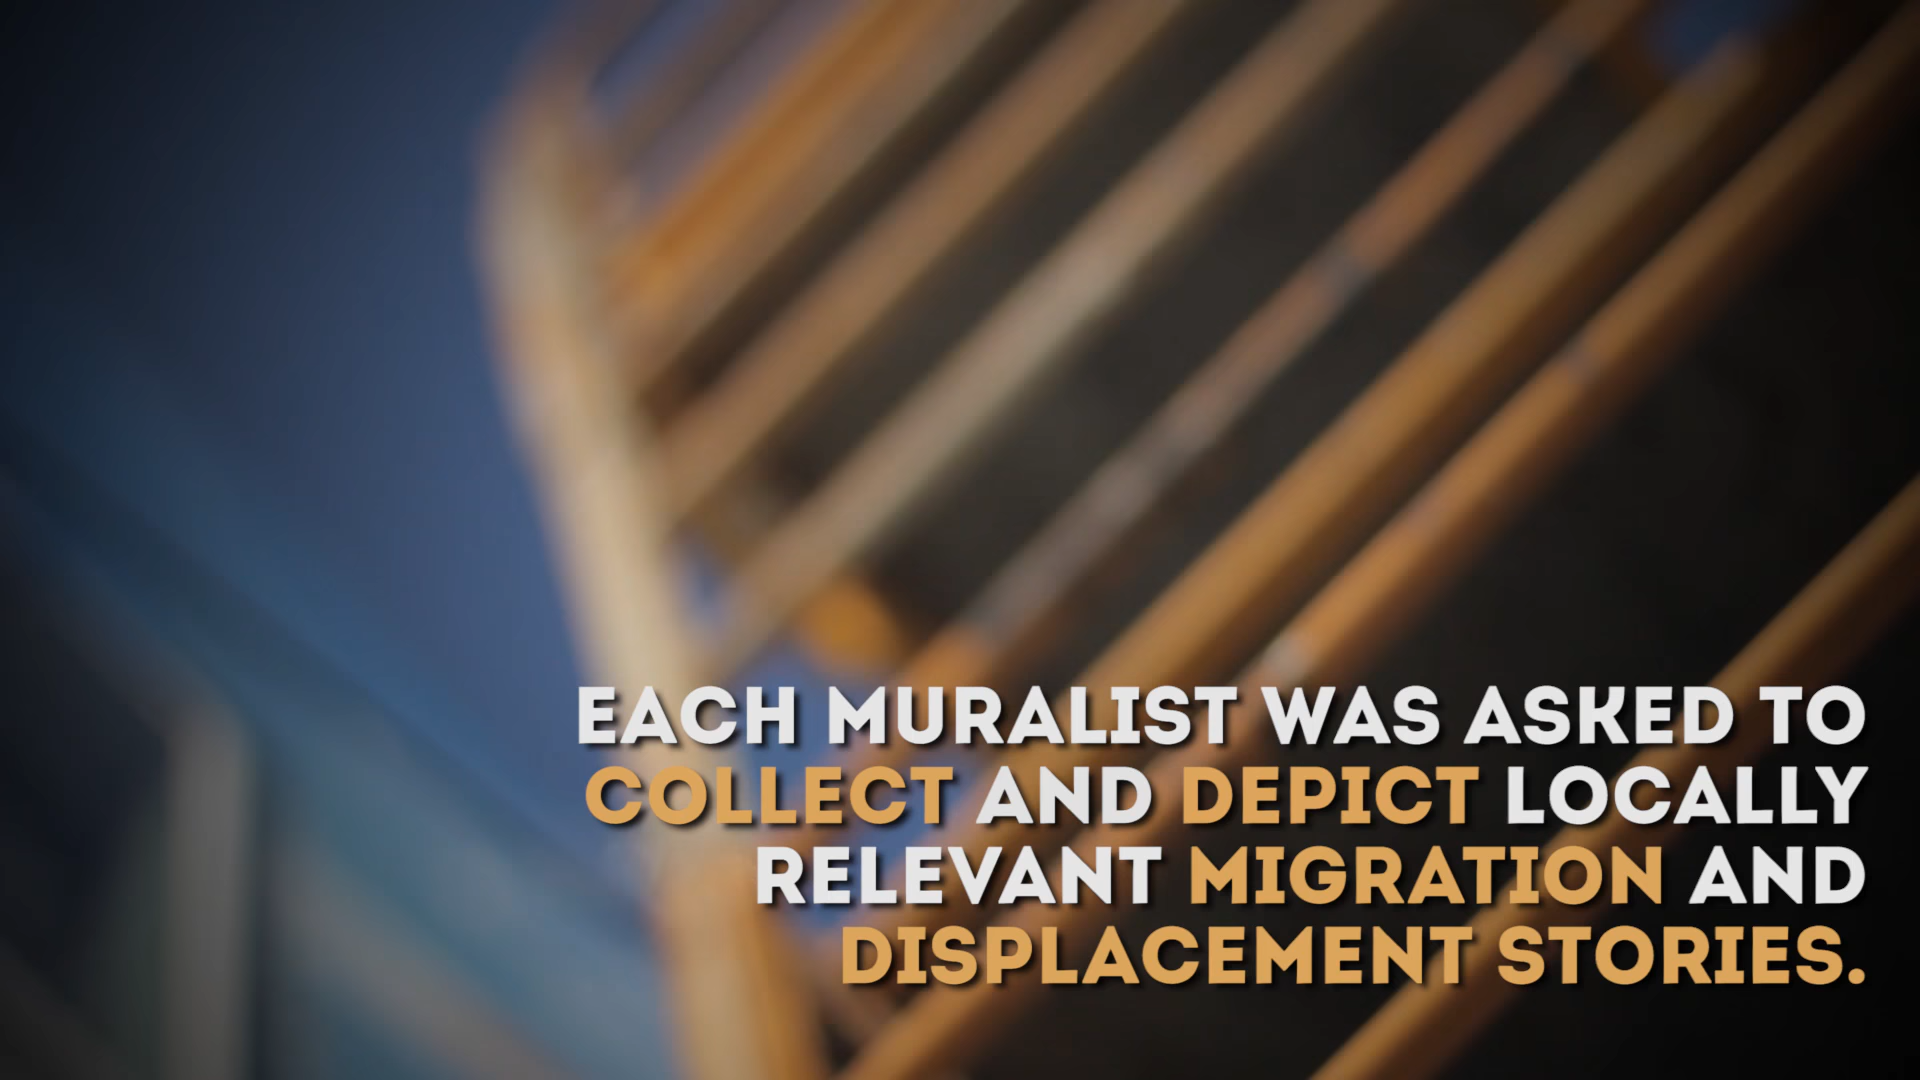 EACH MURALIST WAS ASKED TO
COLLECT AND DEPICT LOCALLY
RELEVANT MIGRATION AND
DISPLACEMENT STORIES.